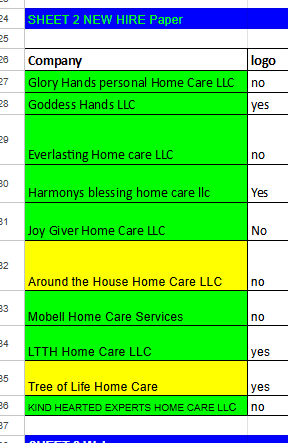 24 SHEET 2 NEW HIRE Paper
25
26 Company logo
27 Glory Hands personal Home Care LLC no
28 Goddess Hands LLC yes
29 Everlasting Home care LLC no
30 Harmonys blessing home care llc Yes
31 Joy Giver Home Care LLC No
32 Around the House Home Care LLC no
33 Mobell Home Care Services no
34 LTTH Home Care LLC yes
35 Tree of Life Home Care yes
36 KIND HEARTED EXPERTS HOME CARE LLC no
37